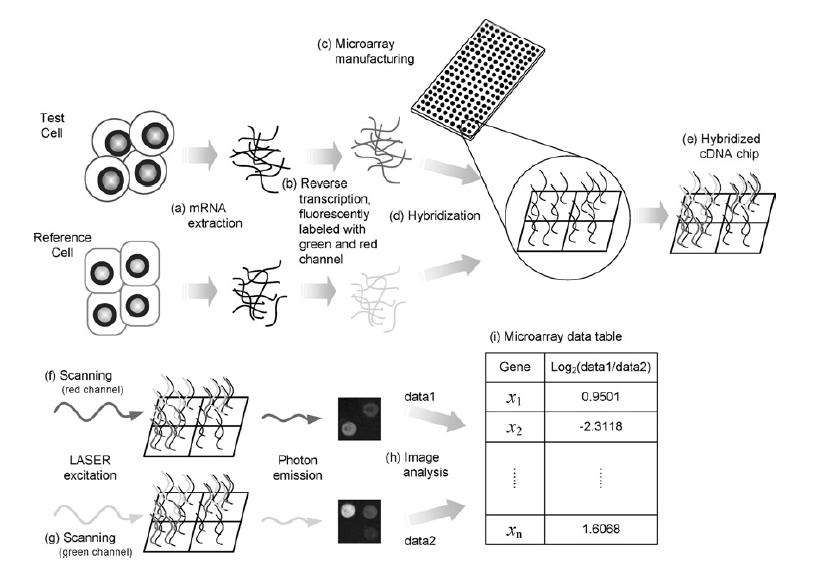 (c) Microarray
manufacturing
Test
Cell
(e) Hybridized
cDNA chip
(b) Reverse
transcription,
fluorescently
labeled with
green and red
channel
(a) mRNA
extraction
(d) Hybridization
Reference
Cell
(i) Microarray data table
Gene Log2(data1/data2)
x1 0.9501
x2 -2.3118
xn 1.6068
(f) Scanning
(red channel)
data1
LASER
excitation
Photon
emission
(h) Image
analysis
(g) Scanning
(green channel)
data2